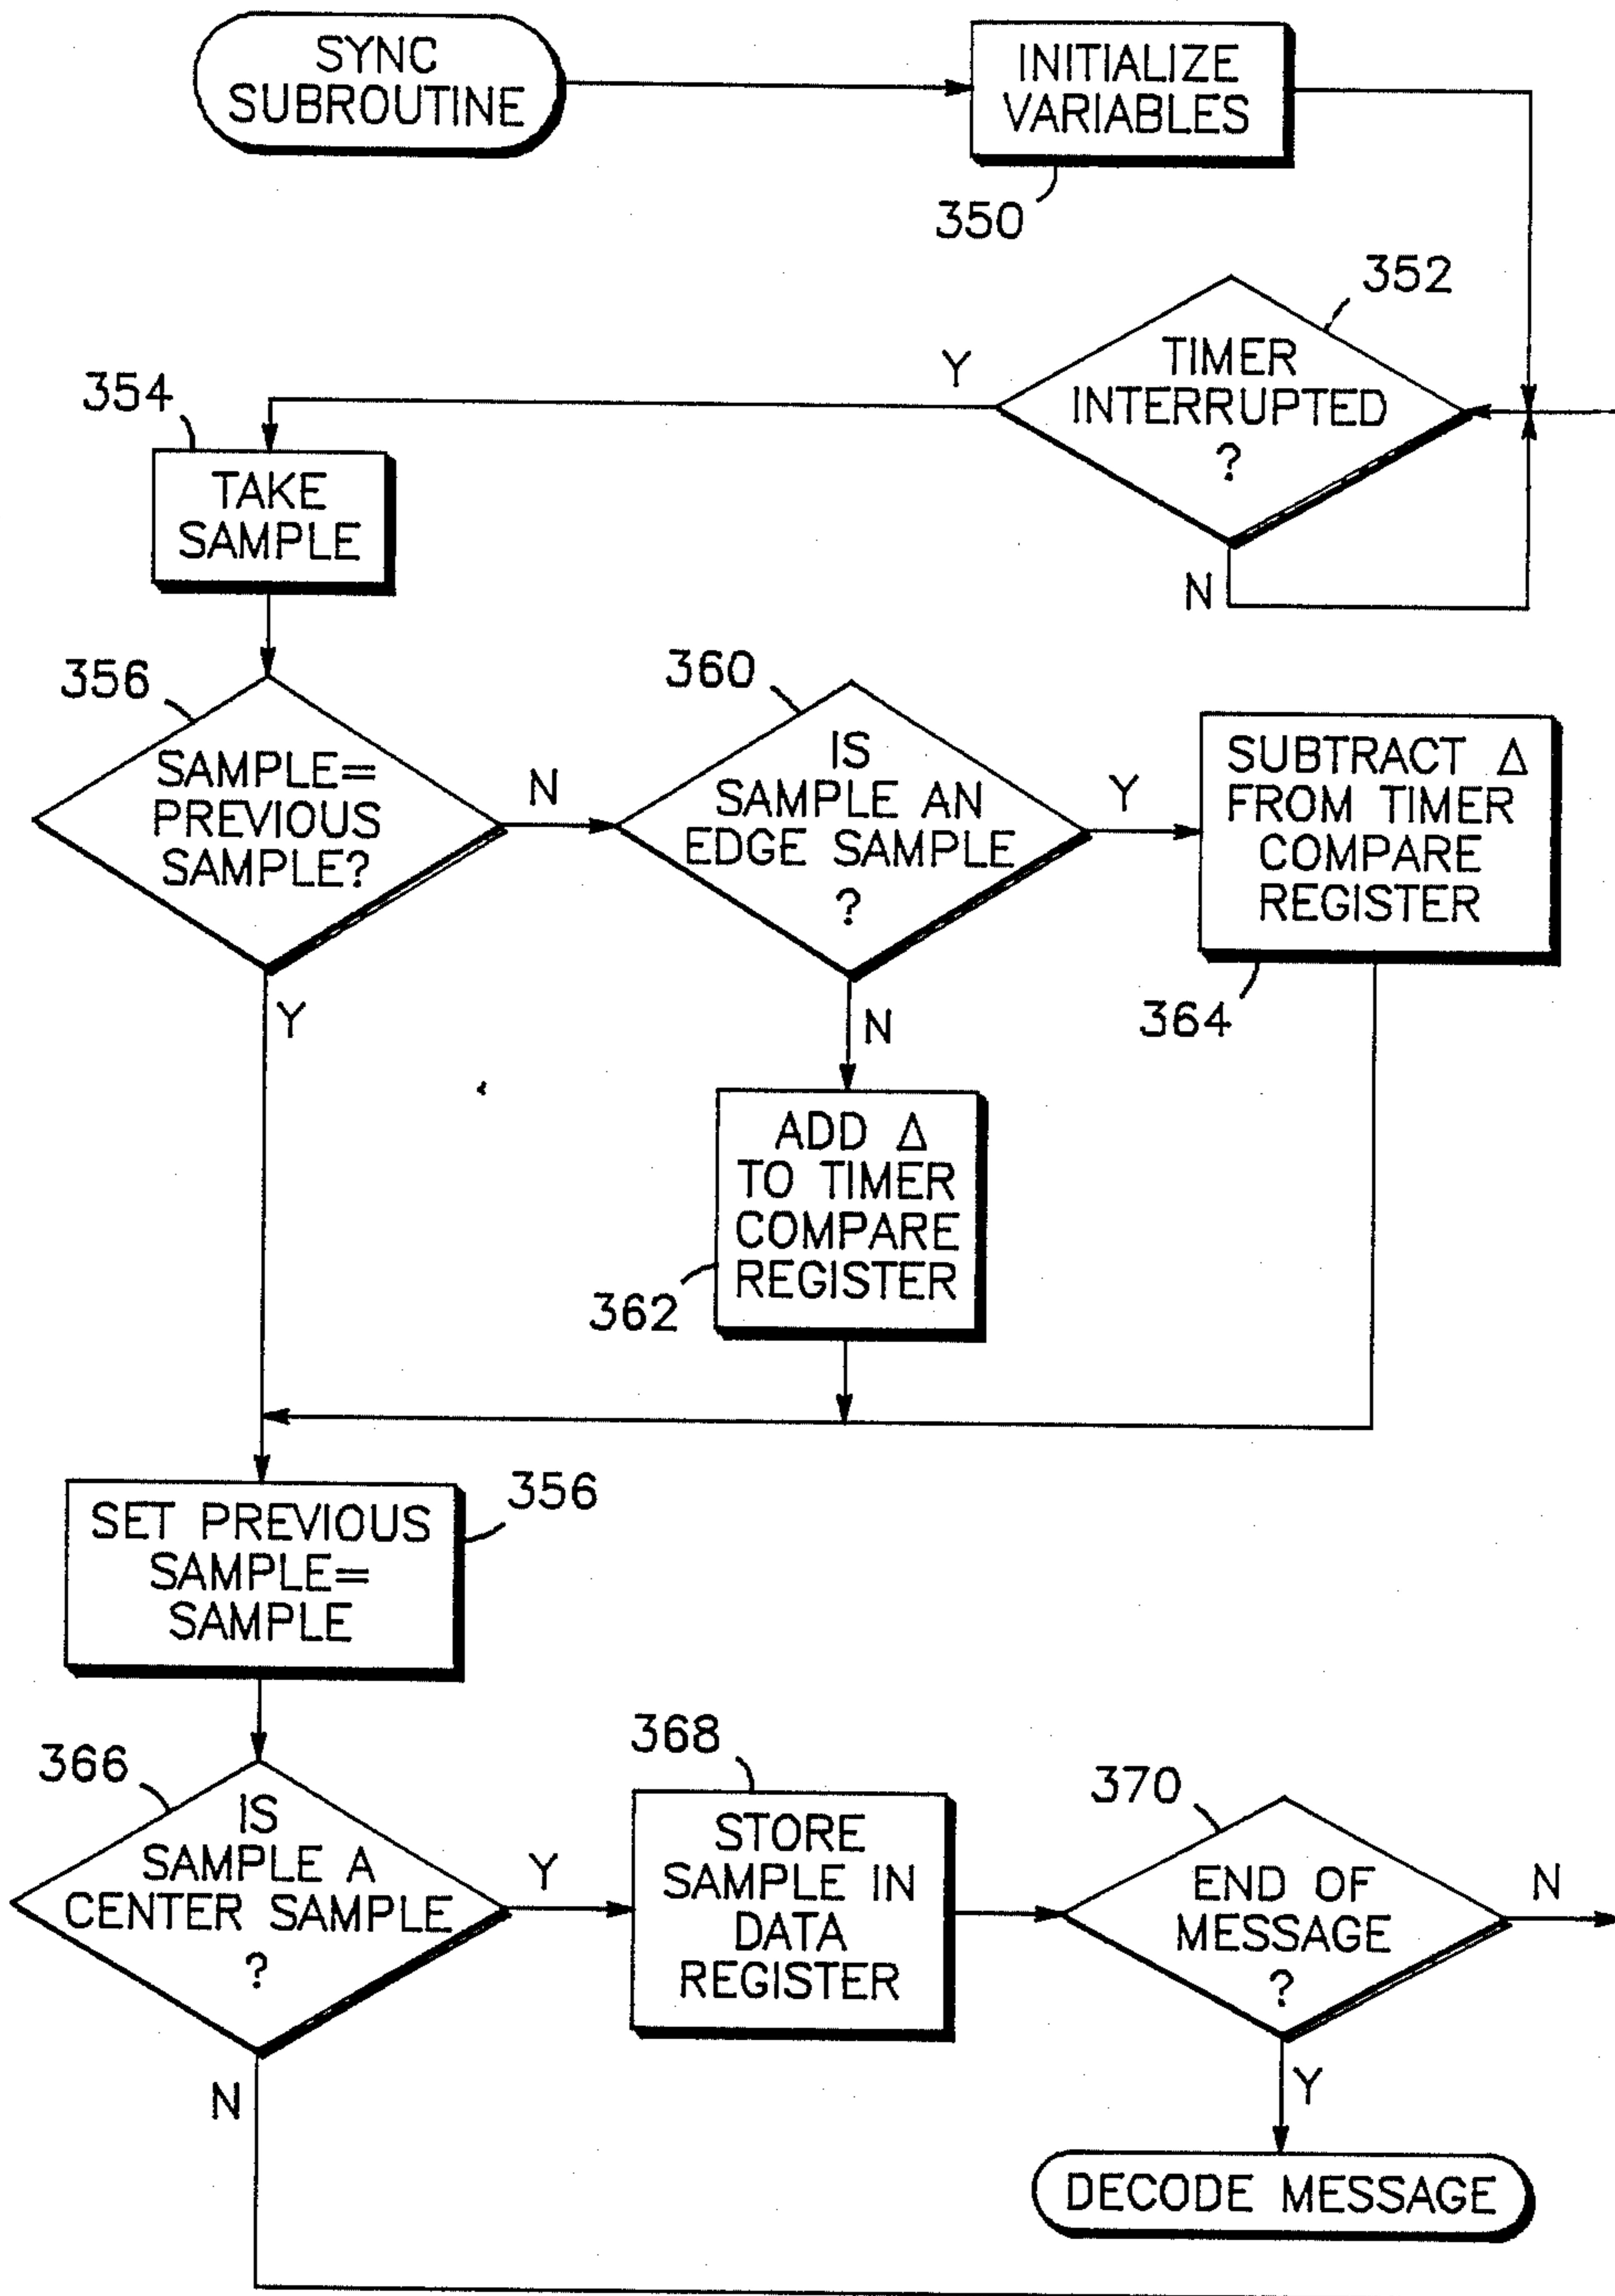 SYNC
SUBROUTINE
INITIALIZE
VARIABLES
350
352
TIMER
INTERRUPTED
?
Y
N
354
TAKE
SAMPLE
356
SAMPLE=
PREVIOUS
SAMPLE?
N
Y
360
IS
SAMPLE AN
EDGE SAMPLE
?
Y
N
SUBTRACT Δ
FROM TIMER
COMPARE
REGISTER
364
ADD Δ
TO TIMER
COMPARE
REGISTER
362
SET PREVIOUS
SAMPLE=
SAMPLE
356
366
IS
SAMPLE A
CENTER SAMPLE
?
Y
N
368
STORE
SAMPLE IN
DATA
REGISTER
370
END OF
MESSAGE
?
N
Y
DECODE MESSAGE